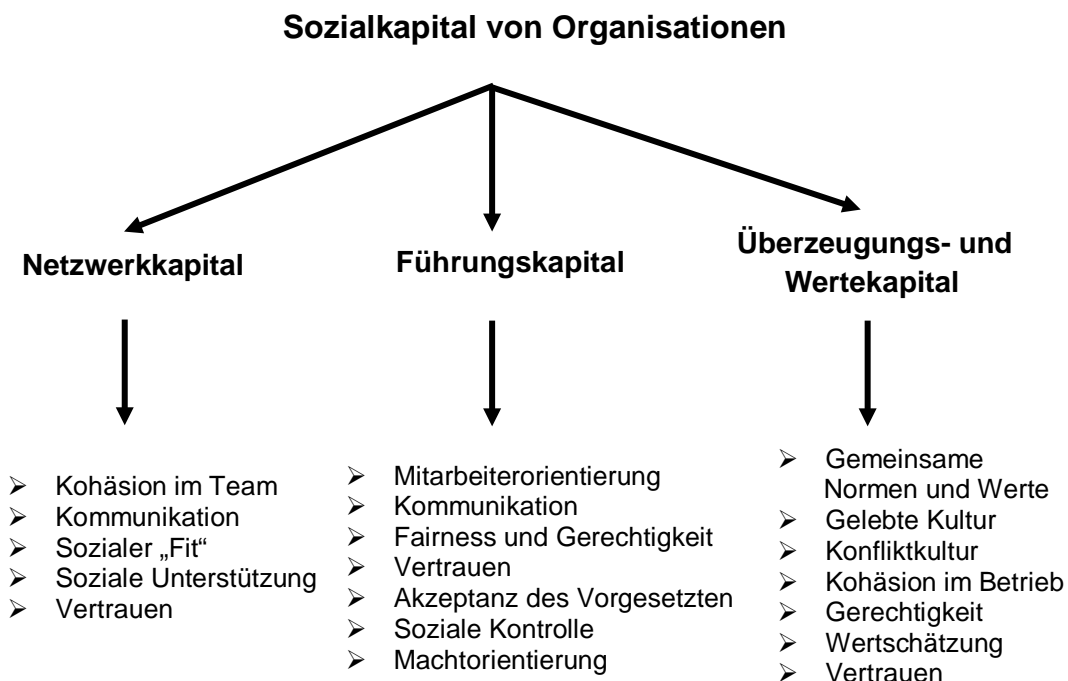 Sozialkapital von Organisationen
Netzwerkkapital
Führungskapital
Überzeugungs- und
Wertekapital
➢ Kohäsion im Team
➢ Kommunikation
➢ Sozialer „Fit“
➢ Soziale Unterstützung
➢ Vertrauen
➢ Mitarbeiterorientierung
➢ Kommunikation
➢ Fairness und Gerechtigkeit
➢ Vertrauen
➢ Akzeptanz des Vorgesetzten
➢ Soziale Kontrolle
➢ Machtorientierung
➢ Gemeinsame
Normen und Werte
➢ Gelebte Kultur
➢ Konfliktkultur
➢ Kohäsion im Betrieb
➢ Gerechtigkeit
➢ Wertschätzung
➢ Vertrauen